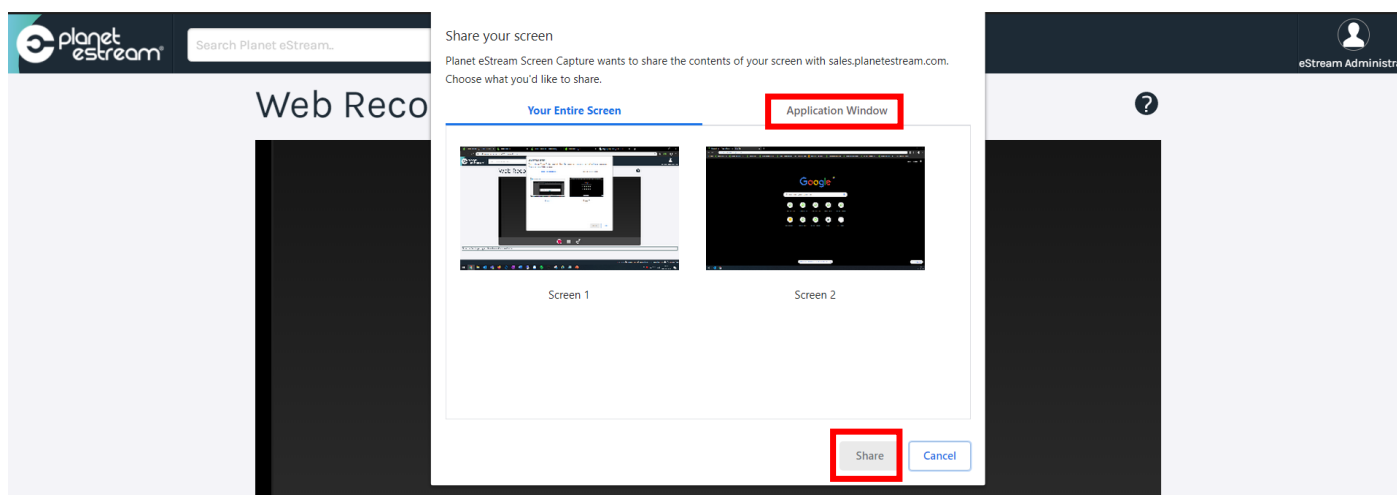 planet
estream
Search Planet eStream..
eStream Administr
Web Reco
?
Share your screen
Planet eStream Screen Capture wants to share the contents of your screen with sales.planetestream.com.
Choose what you'd like to share.
Your Entire Screen
Application Window
Google
Screen 1
Screen 2
Share
Cancel